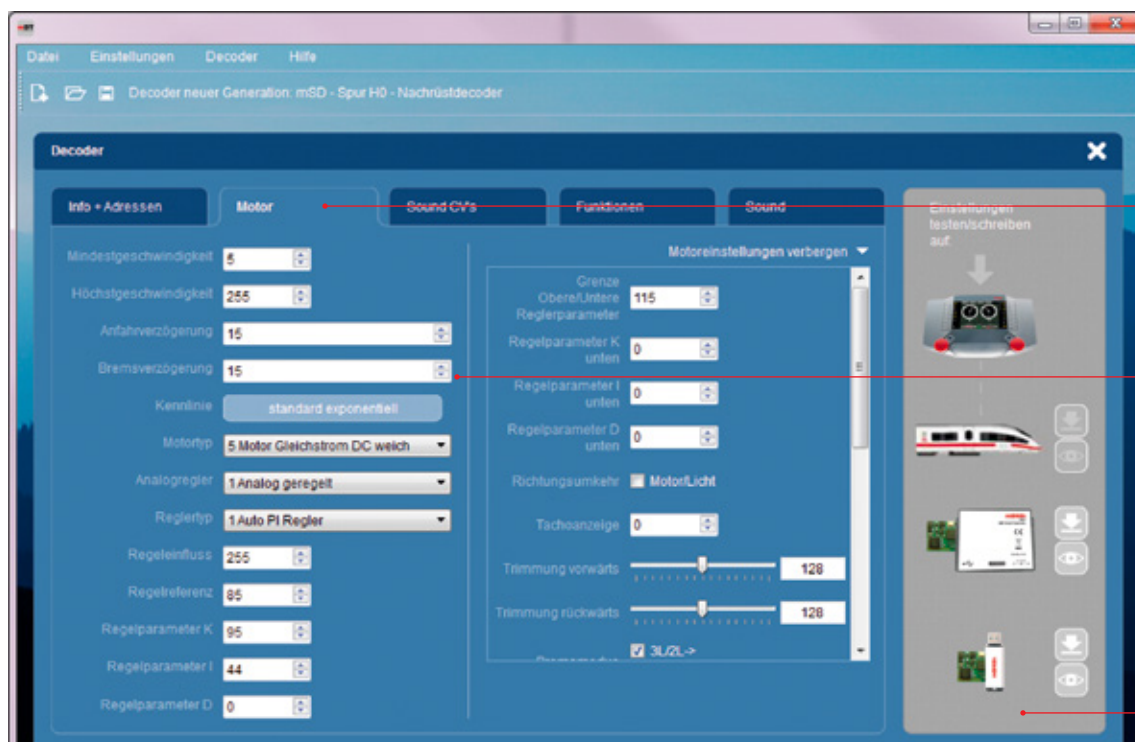 Datei Einstellungen Decoder Hilfe
Decoder neuer Generation: mSD - Spur H0 - Nachrüstdecoder
Decoder
Info + Adressen Motor Sound CVs Funktionen Sound
Mindestgeschwindigkeit 5
Höchstgeschwindigkeit 255
Anfahrverzögerung 15
Bremsverzögerung 15
Kennlinie standard exponentiell
Motortyp 5 Motor Gleichstrom DC weich
Analogregler 1 Analog geregelt
Reglertyp 1 Auto PI Regler
Regeleinfluss 255
Regelreferenz 85
Regelparameter K 95
Regelparameter I 44
Regelparameter D 0
Motoreinstellungen verbergen
Grenze
Obere/Untere 115
Reglerparameter
Regelparameter K 0
unten
Regelparameter I 0
unten
Regelparameter D 0
unten
Richtungsumkehr Motor/Licht
Tachoanzeige 0
Trimmung vorwärts 128
Trimmung rückwärts 128
3L/2L->
Einstellungen
testen/schreiben
auf: